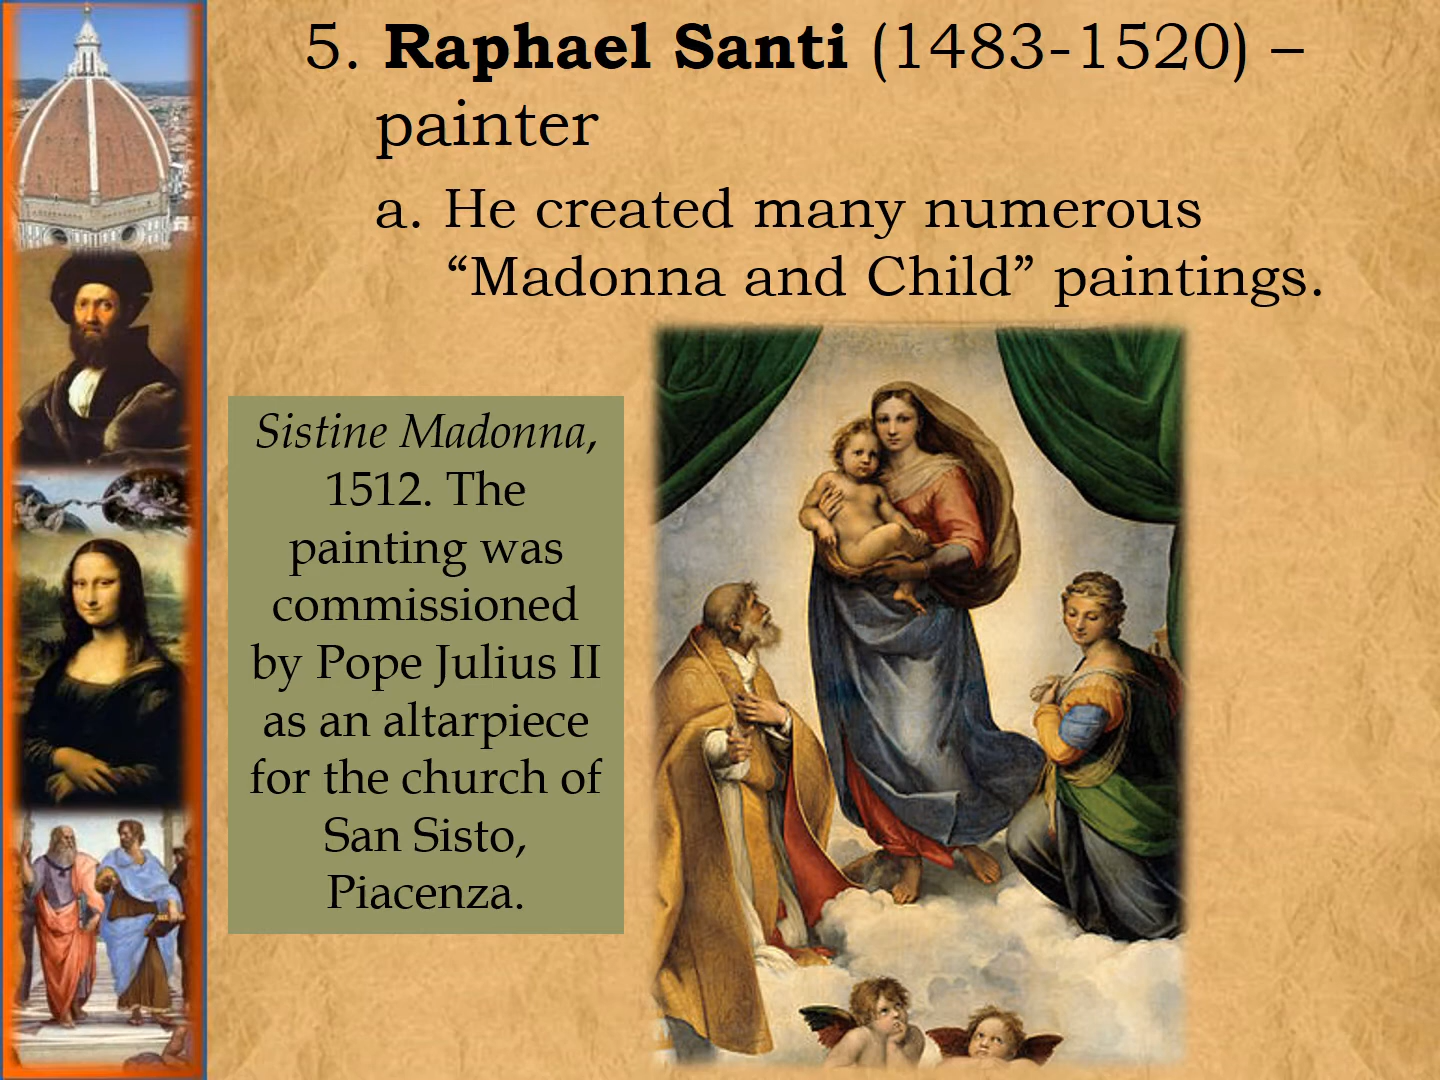 5. Raphael Santi (1483-1520) –
painter
a. He created many numerous
“Madonna and Child” paintings.
Sistine Madonna,
1512. The
painting was
commissioned
by Pope Julius II
as an altarpiece
for the church of
San Sisto,
Piacenza.